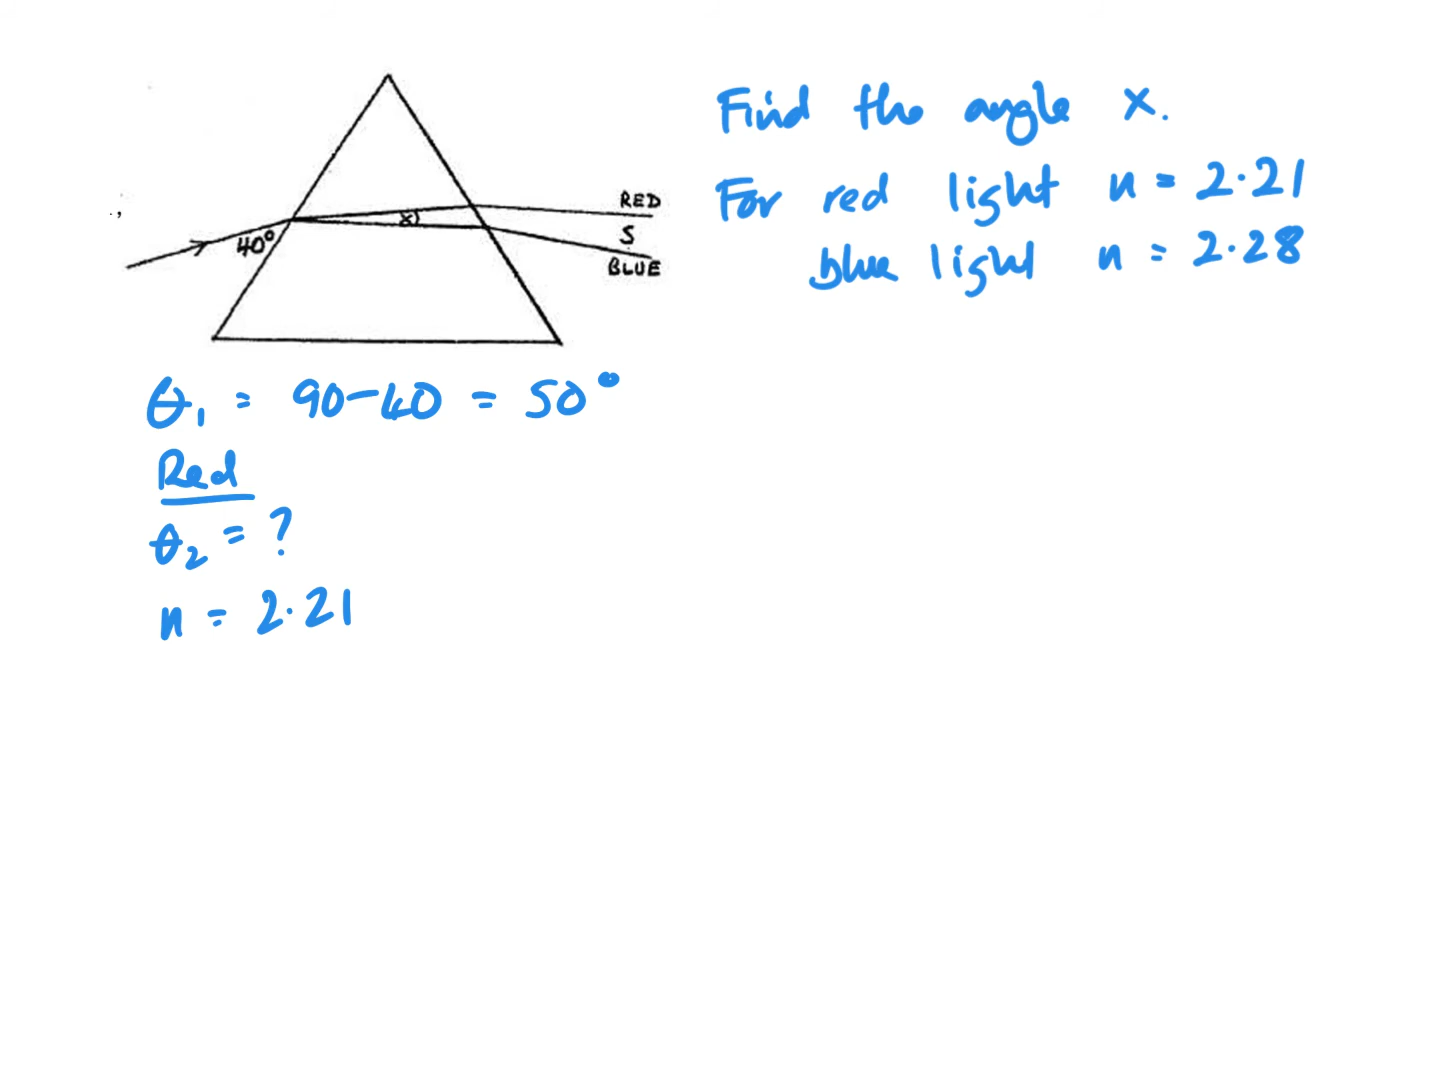 Find the angle x.
For red light n = 2.21
blue light n = 2.28
RED
x
40°
S
BLUE
θ₁ = 90-40 = 50°
Red
θ₂ = ?
n = 2.21